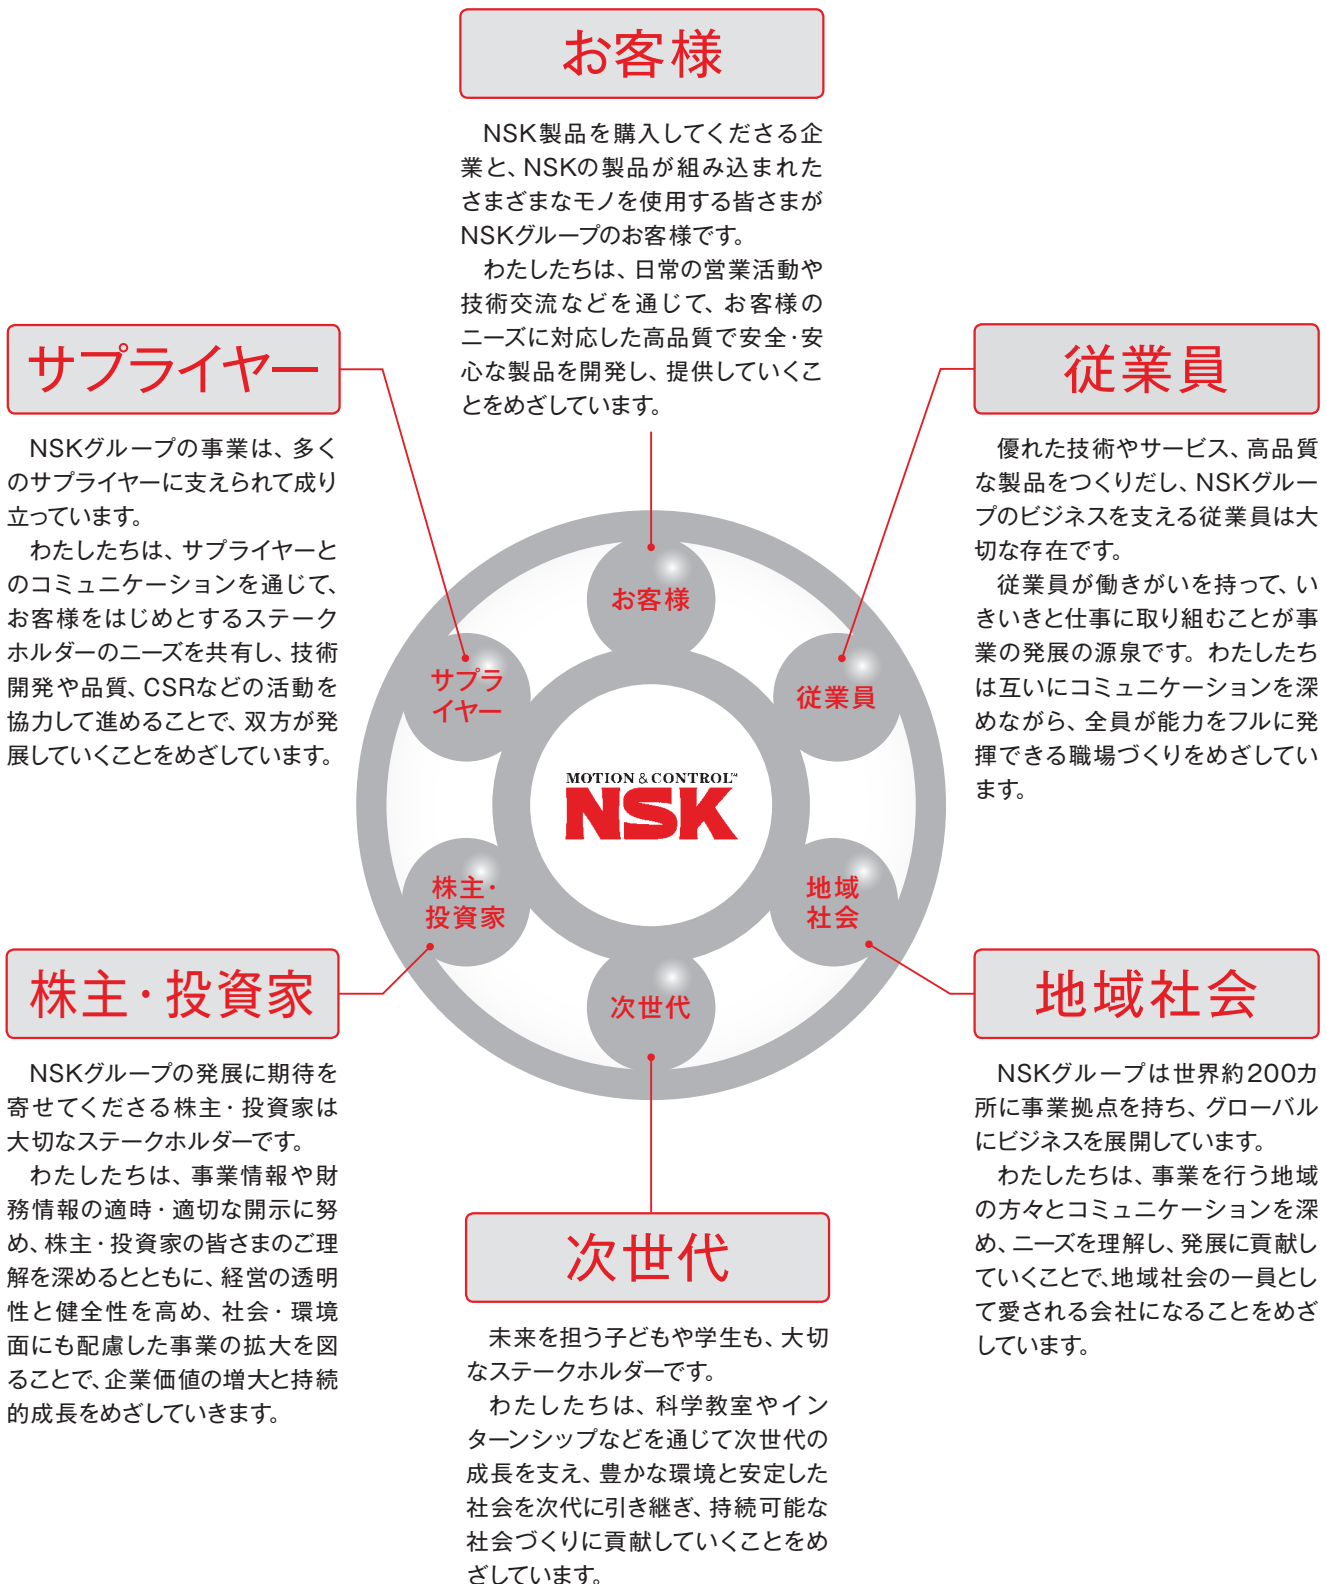 お客様
NSK製品を購入してくださる企
業と、NSKの製品が組み込まれた
さまざまなモノを使用する皆さまが
NSKグループのお客様です。
わたしたちは、日常の営業活動や
技術交流などを通じて、お客様の
ニーズに対応した高品質で安全・安
心な製品を開発し、提供していくこ
とをめざしています。
サプライヤー
NSKグループの事業は、多く
のサプライヤーに支えられて成り
立っています。
わたしたちは、サプライヤーと
のコミュニケーションを通じて、
お客様をはじめとするステーク
ホルダーのニーズを共有し、技術
開発や品質、CSRなどの活動を
協力して進めることで、双方が発
展していくことをめざしています。
従業員
優れた技術やサービス、高品質
な製品をつくりだし、NSKグルー
プのビジネスを支える従業員は大
切な存在です。
従業員が働きがいを持って、い
きいきと仕事に取り組むことが事
業の発展の源泉です。わたしたち
は互いにコミュニケーションを深
めながら、全員が能力をフルに発
揮できる職場づくりをめざしてい
ます。
お客様
サプラ
イヤー
従業員
MOTION & CONTROL™
NSK
株主・
投資家
地域
社会
次世代
株主・投資家
NSKグループの発展に期待を
寄せてくださる株主・投資家は
大切なステークホルダーです。
わたしたちは、事業情報や財
務情報の適時・適切な開示に努
め、株主・投資家の皆さまのご理
解を深めるとともに、経営の透明
性と健全性を高め、社会・環境
面にも配慮した事業の拡大を図
ることで、企業価値の増大と持続
的成長をめざしていきます。
地域社会
NSKグループは世界約200カ
所に事業拠点を持ち、グローバル
にビジネスを展開しています。
わたしたちは、事業を行う地域
の方々とコミュニケーションを深
め、ニーズを理解し、発展に貢献し
ていくことで、地域社会の一員とし
て愛される会社になることをめざ
しています。
次世代
未来を担う子どもや学生も、大切
なステークホルダーです。
わたしたちは、科学教室やイン
ターンシップなどを通じて次世代の
成長を支え、豊かな環境と安定した
社会を次代に引き継ぎ、持続可能な
社会づくりに貢献していくことをめ
ざしています。